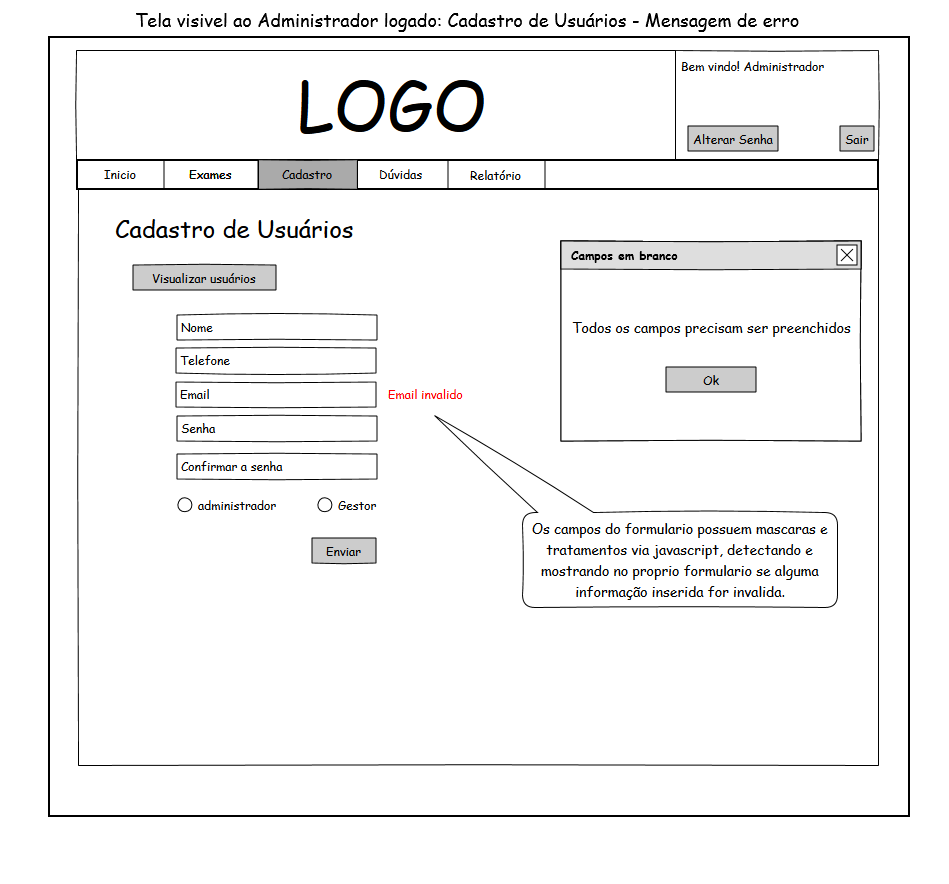 Tela visivel ao Administrador logado: Cadastro de Usuários - Mensagem de erro
LOGO
Bem vindo! Administrador
Alterar Senha
Sair
Inicio
Exames
Cadastro
Dúvidas
Relatório
Cadastro de Usuários
Visualizar usuários
Nome
Telefone
Email
Email invalido
Senha
Confirmar a senha
administrador
Gestor
Enviar
Campos em branco
Todos os campos precisam ser preenchidos
Ok
Os campos do formulario possuem mascaras e
tratamentos via javascript, detectando e
mostrando no proprio formulario se alguma
informação inserida for invalida.